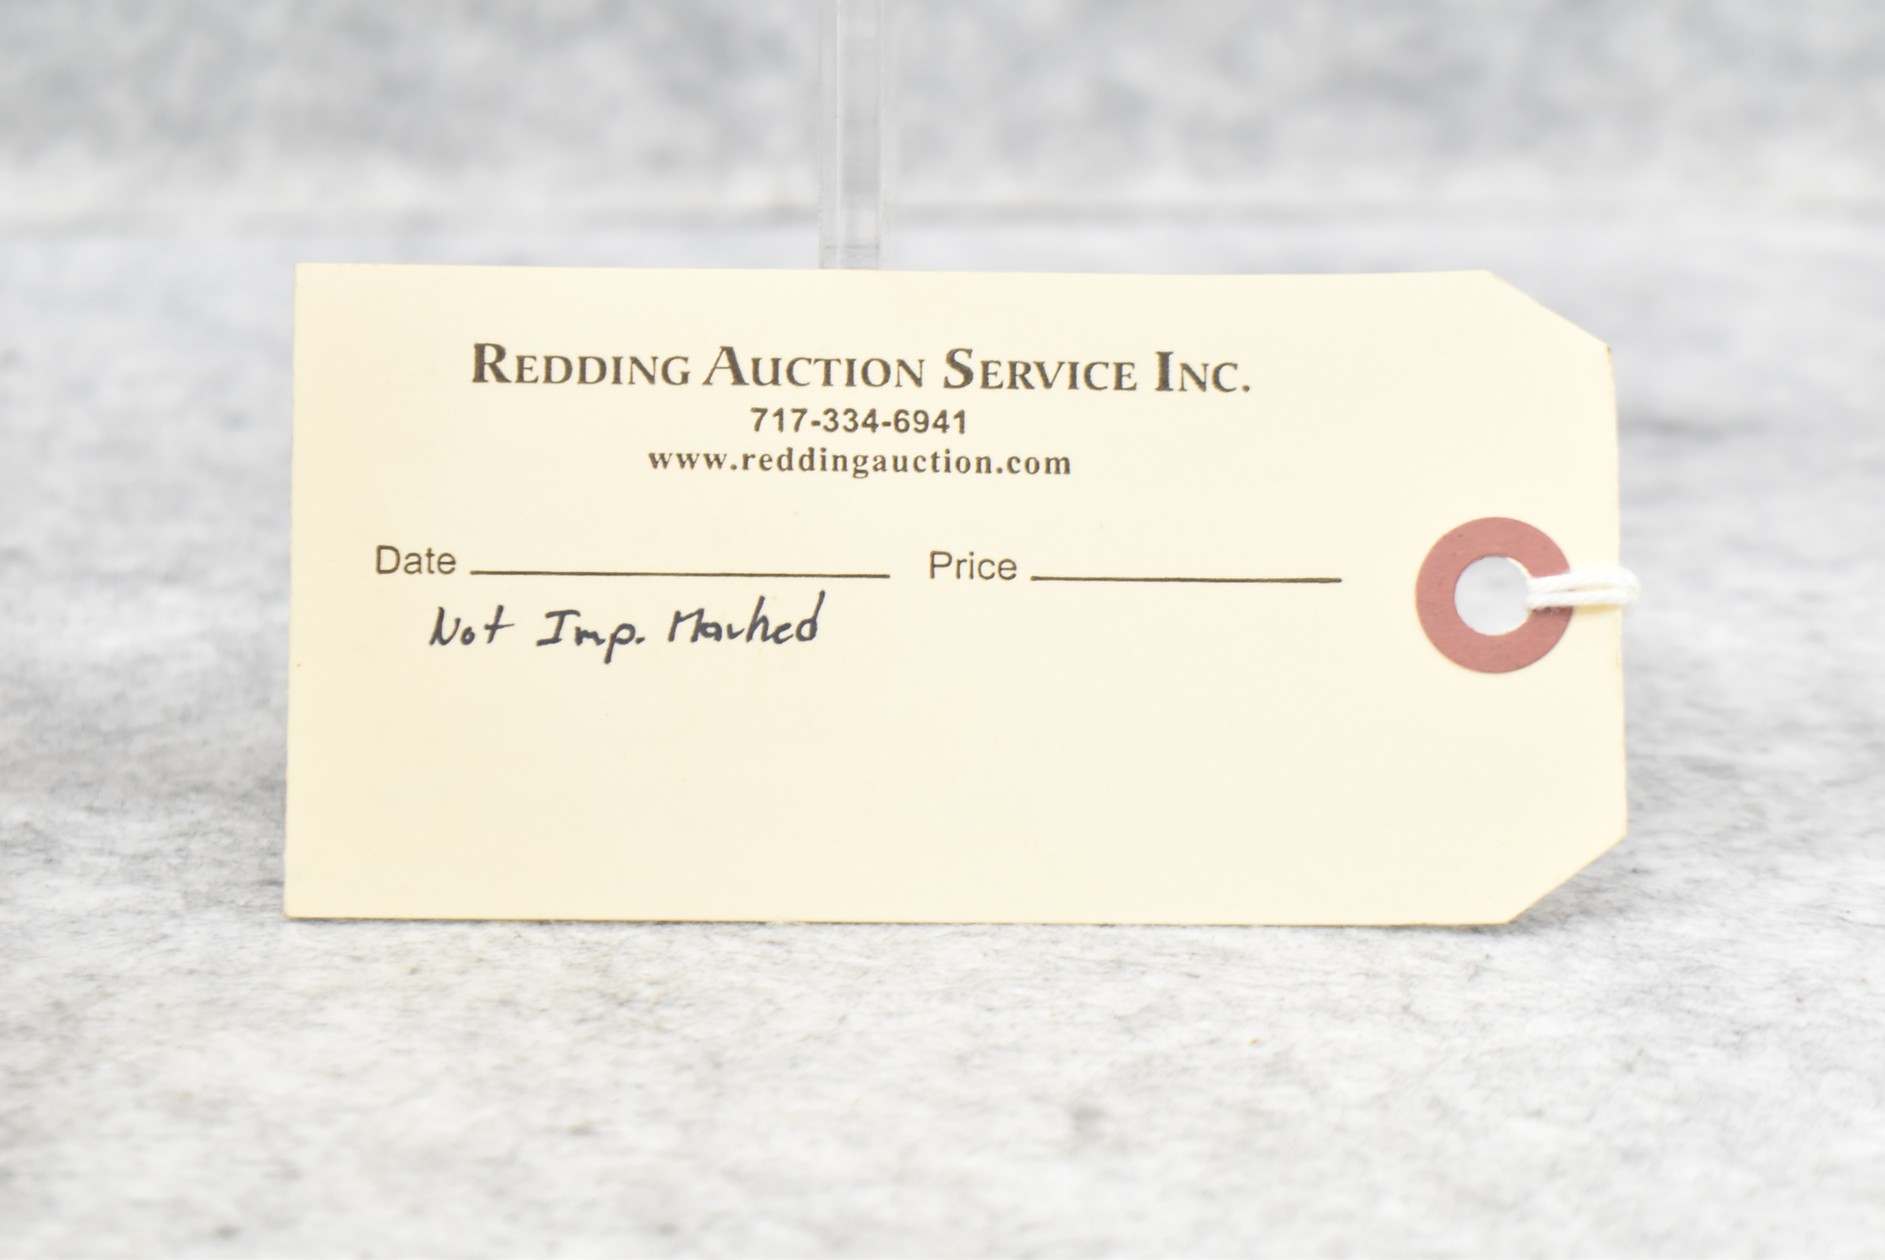 REDDING AUCTION SERVICE INC.
717-334-6941
www.reddingauction.com
Date Price
Not Imp. Marked